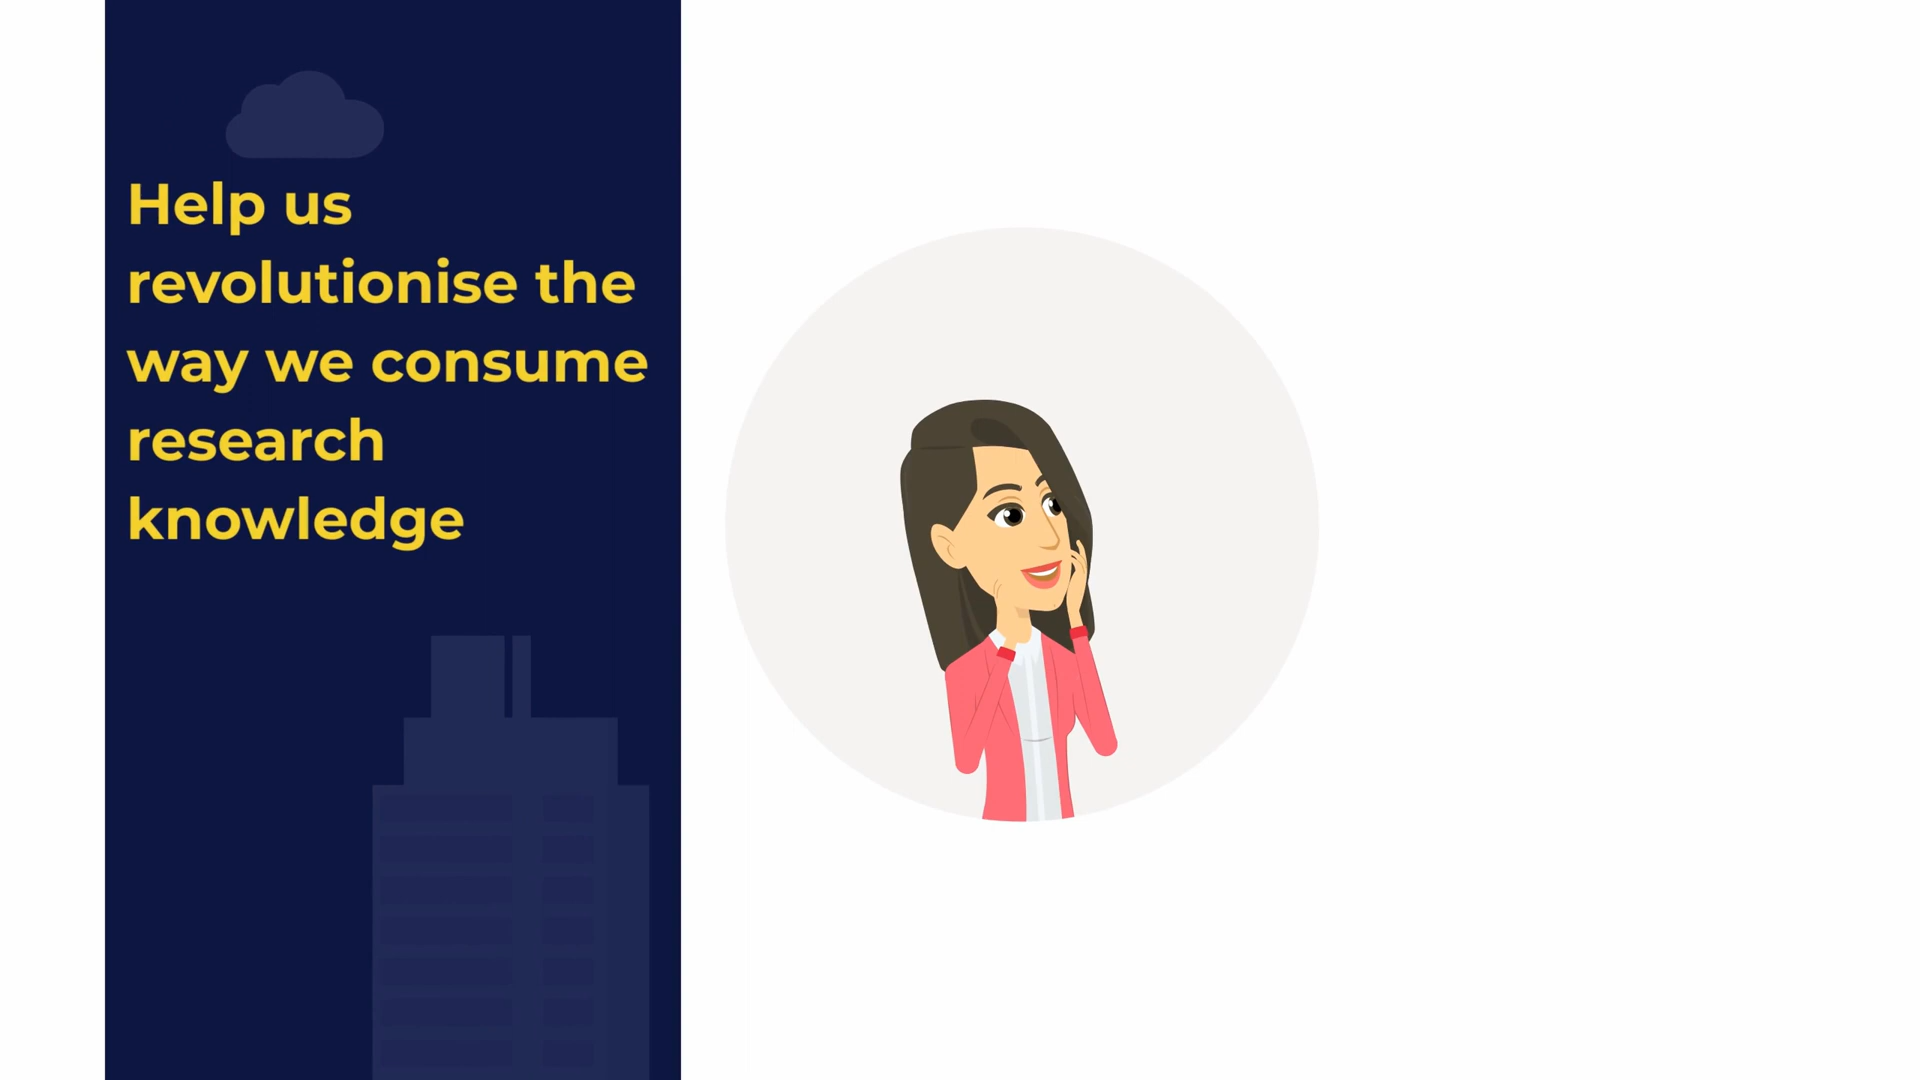 Help us
revolutionise the
way we consume
research
knowledge